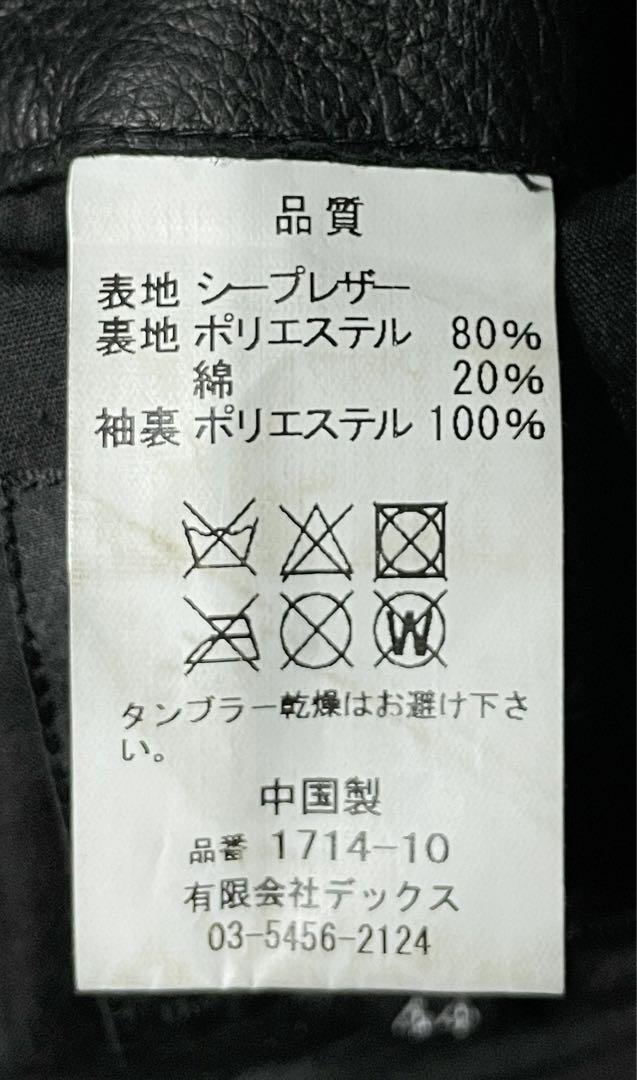 品質
表地 シープレザー
裏地 ポリエステル 80%
綿 20%
袖裏 ポリエステル 100%
W
タンブラー乾燥はお避け下さ
い。
中国製
品番 1714-10
有限会社デックス
03-5456-2124
44